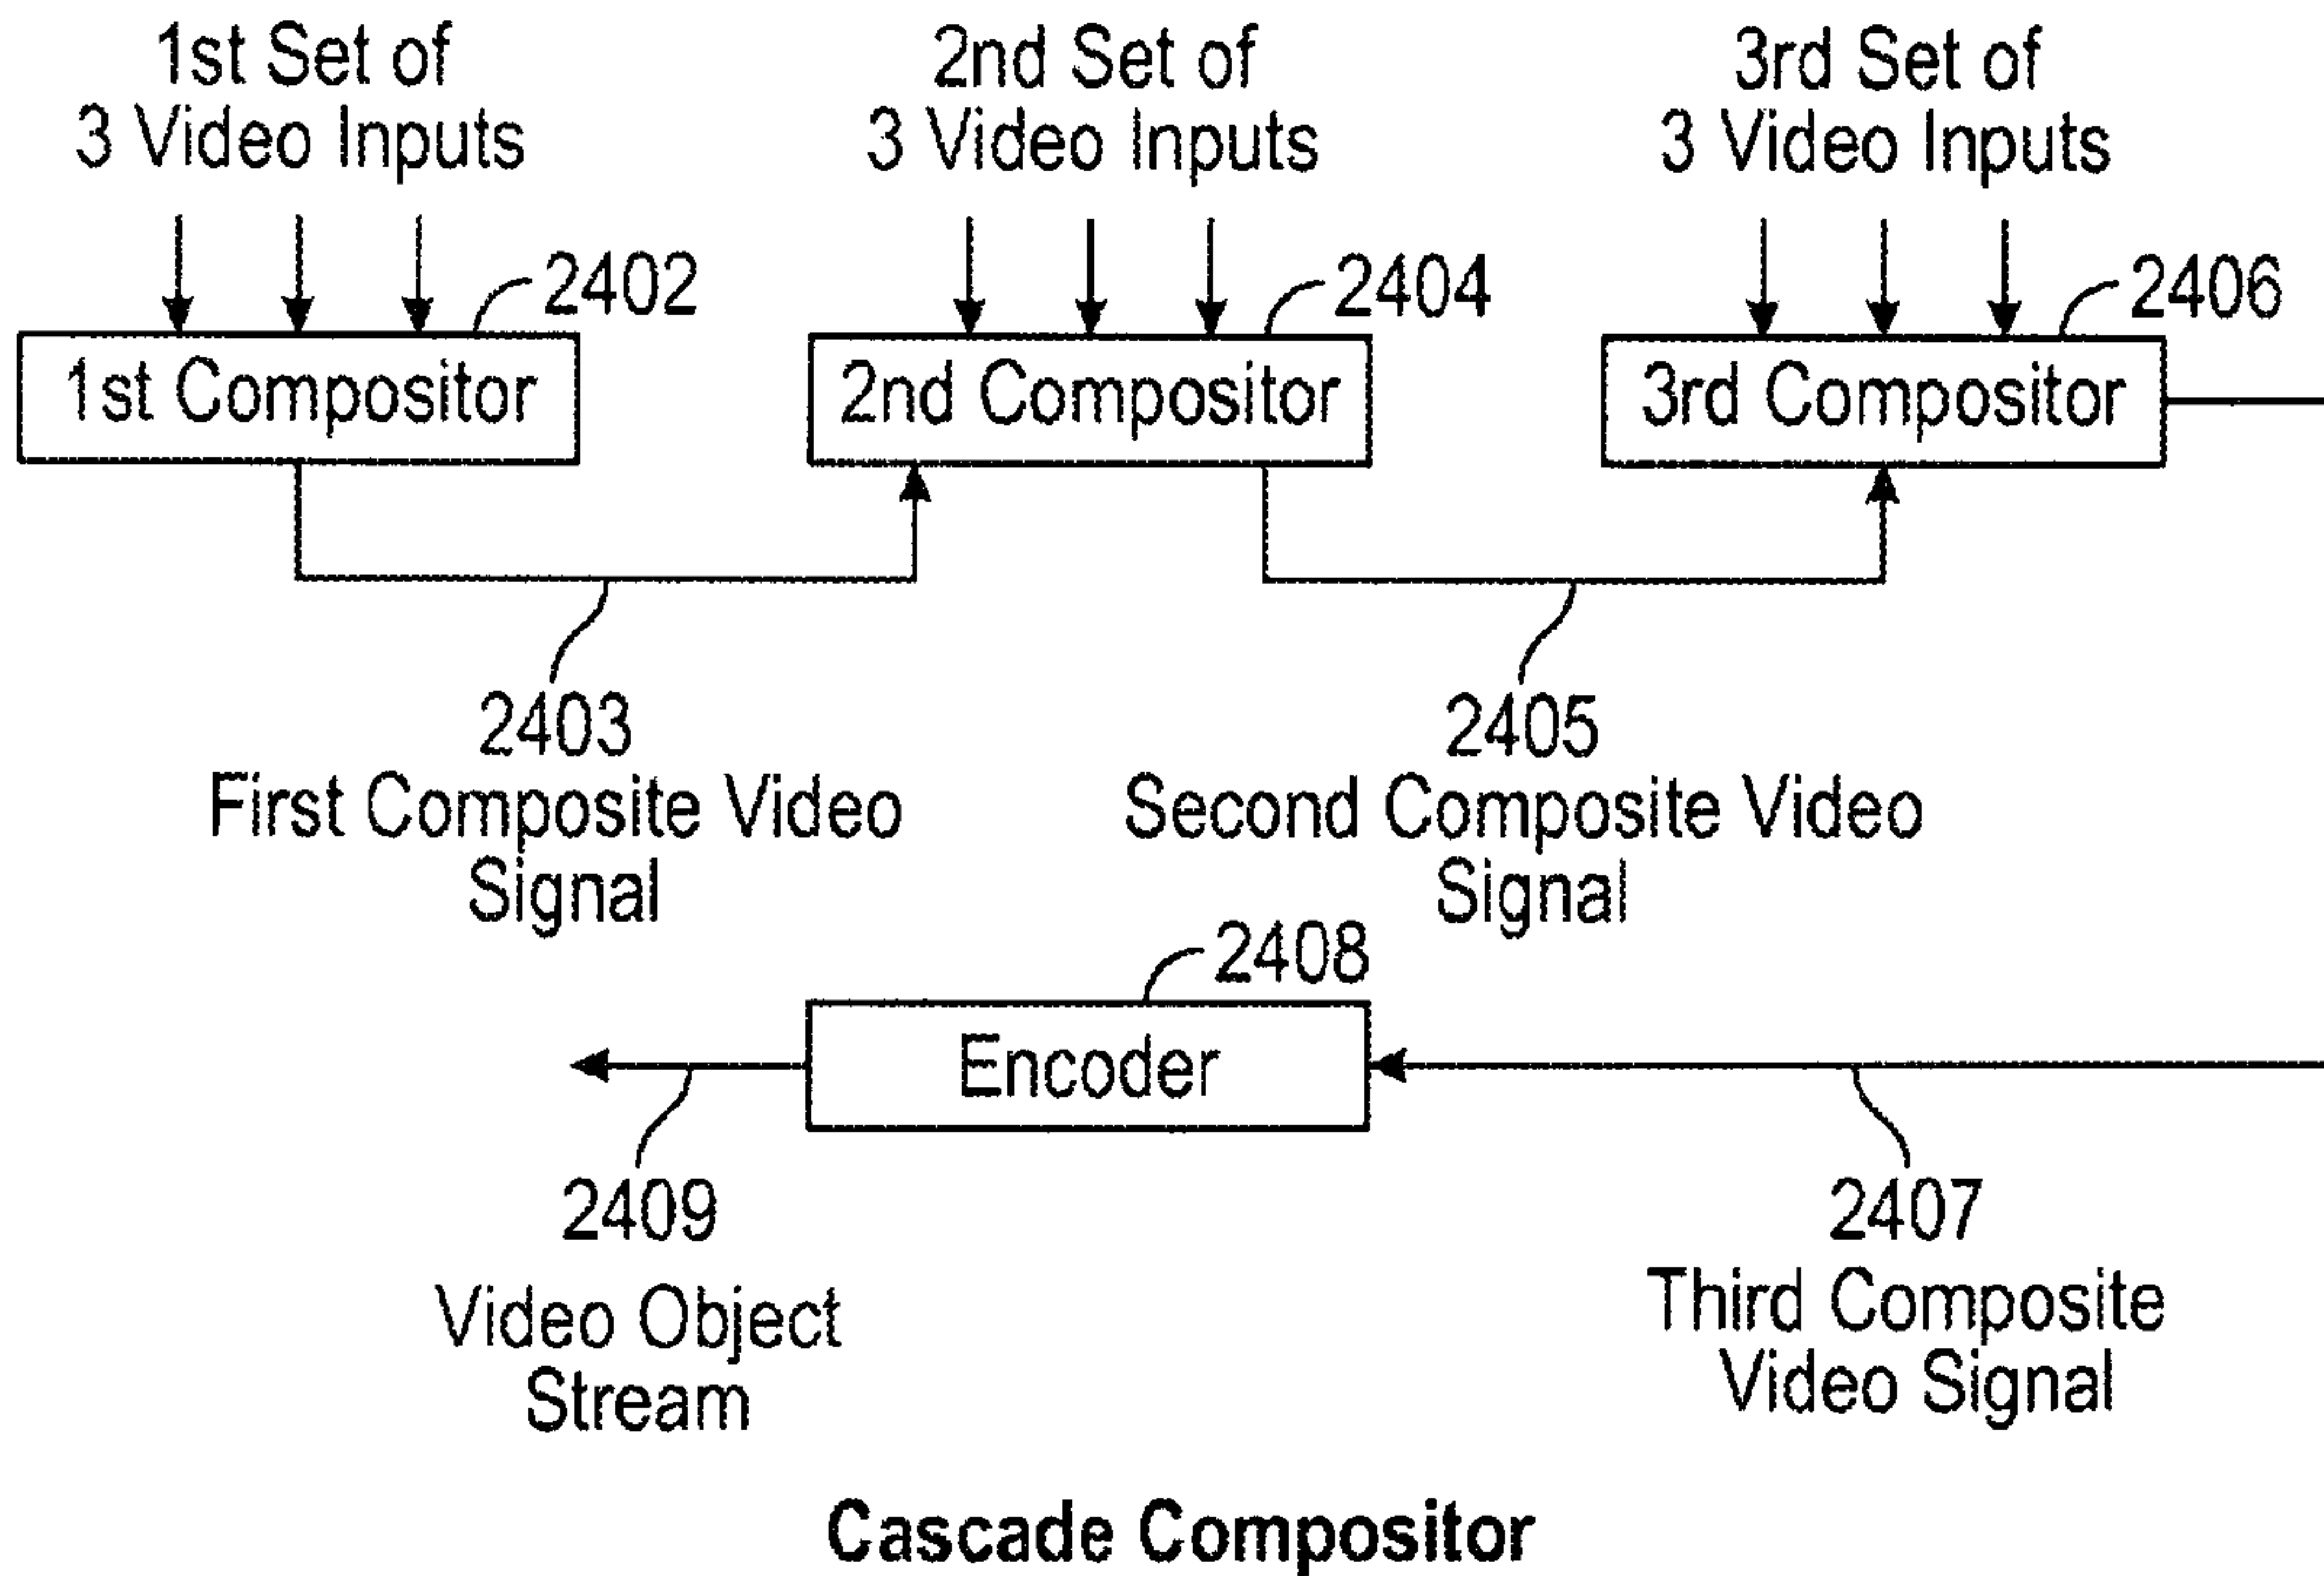 1st Set of
3 Video Inputs
2nd Set of
3 Video Inputs
3rd Set of
3 Video Inputs
2402
2404
2406
1st Compositor
2nd Compositor
3rd Compositor
2403
First Composite Video
Signal
2405
Second Composite Video
Signal
2408
Encoder
2409
Video Object
Stream
2407
Third Composite
Video Signal
Cascade Compositor